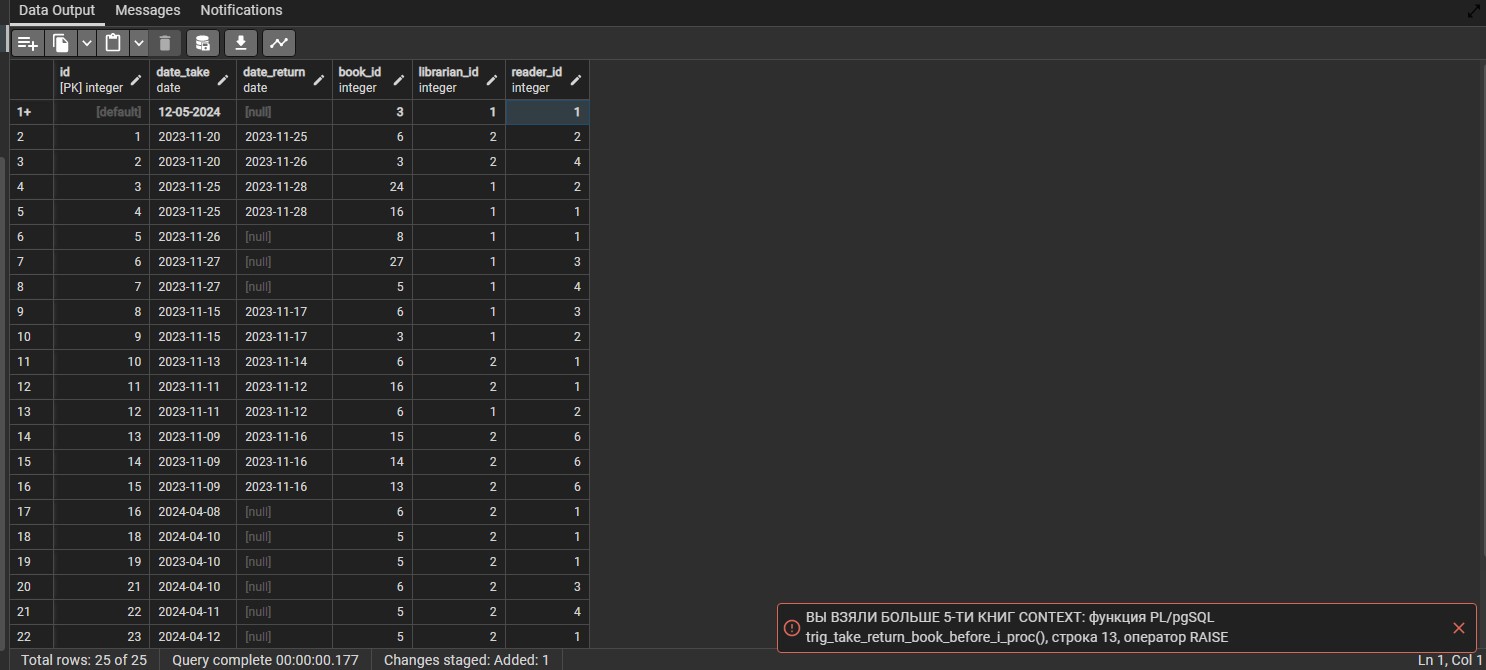 Data Output Messages Notifications
id date_take date_return book_id librarian_id reader_id
[PK] integer date date integer integer integer
1+ [default] 12-05-2024 [null] 3 1 1
2 1 2023-11-20 2023-11-25 6 2 2
3 2 2023-11-20 2023-11-26 3 2 4
4 3 2023-11-25 2023-11-28 24 1 2
5 4 2023-11-25 2023-11-28 16 1 1
6 5 2023-11-26 [null] 8 1 1
7 6 2023-11-27 [null] 27 1 3
8 7 2023-11-27 [null] 5 1 4
9 8 2023-11-15 2023-11-17 6 1 3
10 9 2023-11-15 2023-11-17 3 1 2
11 10 2023-11-13 2023-11-14 6 2 1
12 11 2023-11-11 2023-11-12 16 2 1
13 12 2023-11-11 2023-11-12 6 1 2
14 13 2023-11-09 2023-11-16 15 2 6
15 14 2023-11-09 2023-11-16 14 2 6
16 15 2023-11-09 2023-11-16 13 2 6
17 16 2024-04-08 [null] 6 2 1
18 18 2024-04-10 [null] 5 2 1
19 19 2023-04-10 [null] 5 2 1
20 21 2024-04-10 [null] 6 2 3
21 22 2024-04-11 [null] 5 2 4
22 23 2024-04-12 [null] 5 2 1
ВЫ ВЗЯЛИ БОЛЬШЕ 5-ТИ КНИГ CONTEXT: функция PL/pgSQL
trig_take_return_book_before_i_proc(), строка 13, оператор RAISE
Total rows: 25 of 25 Query complete 00:00:00.177 Changes staged: Added: 1 Ln 1, Col 1